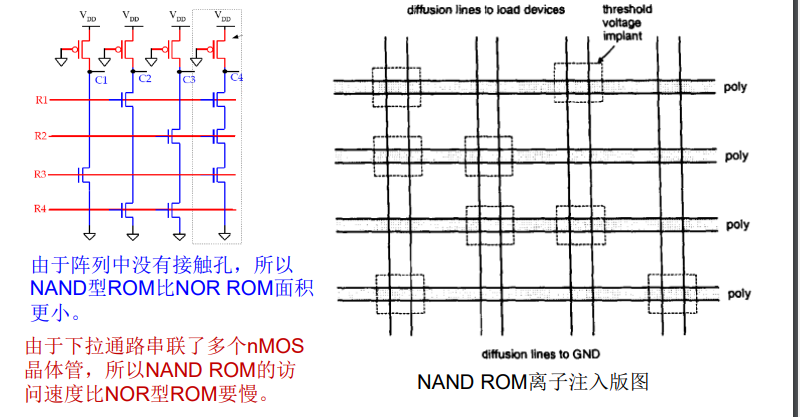 V_DD V_DD V_DD V_DD
C1 C2 C3 C4
R1
R2
R3
R4
由于阵列中没有接触孔，所以
NAND型ROM比NOR ROM面积
更小。
由于下拉通路串联了多个nMOS
晶体管，所以NAND ROM的访
问速度比NOR型ROM要慢。
diffusion lines to load devices
threshold
voltage
implant
poly
poly
poly
poly
diffusion lines to GND
NAND ROM离子注入版图